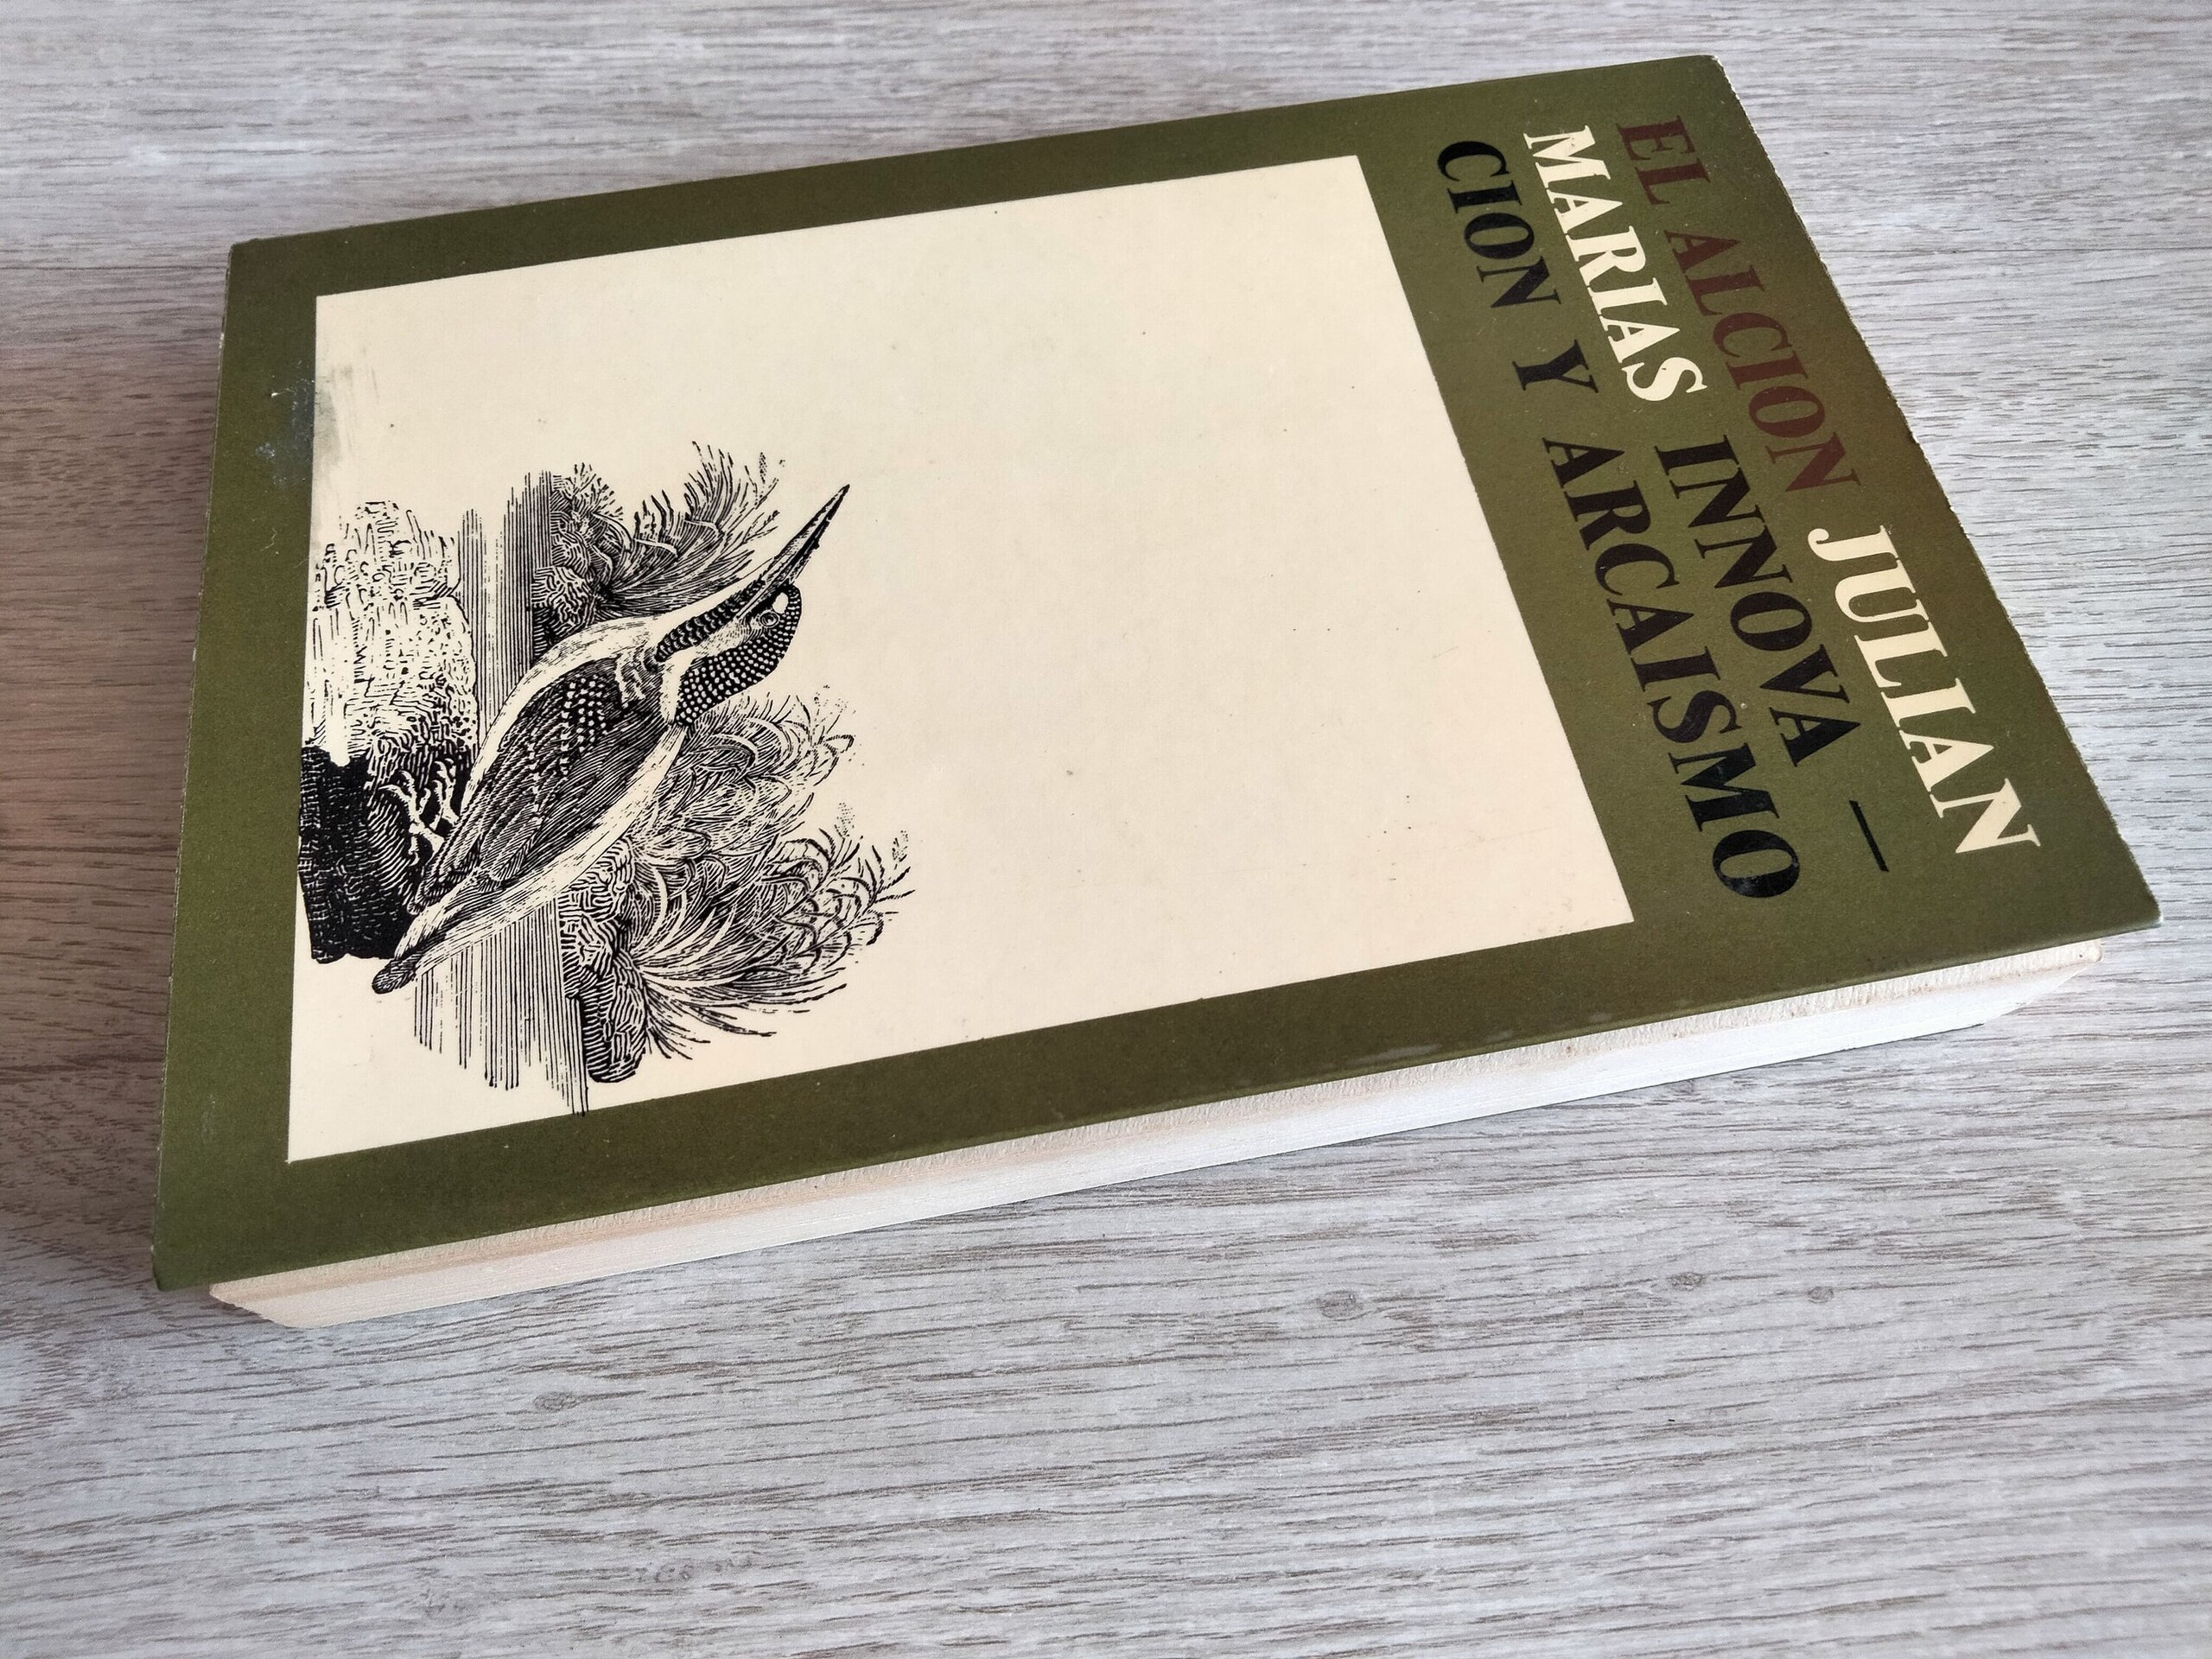 EL ALCION JULIAN
MARIAS INNOVA –
CION Y ARCAISMO